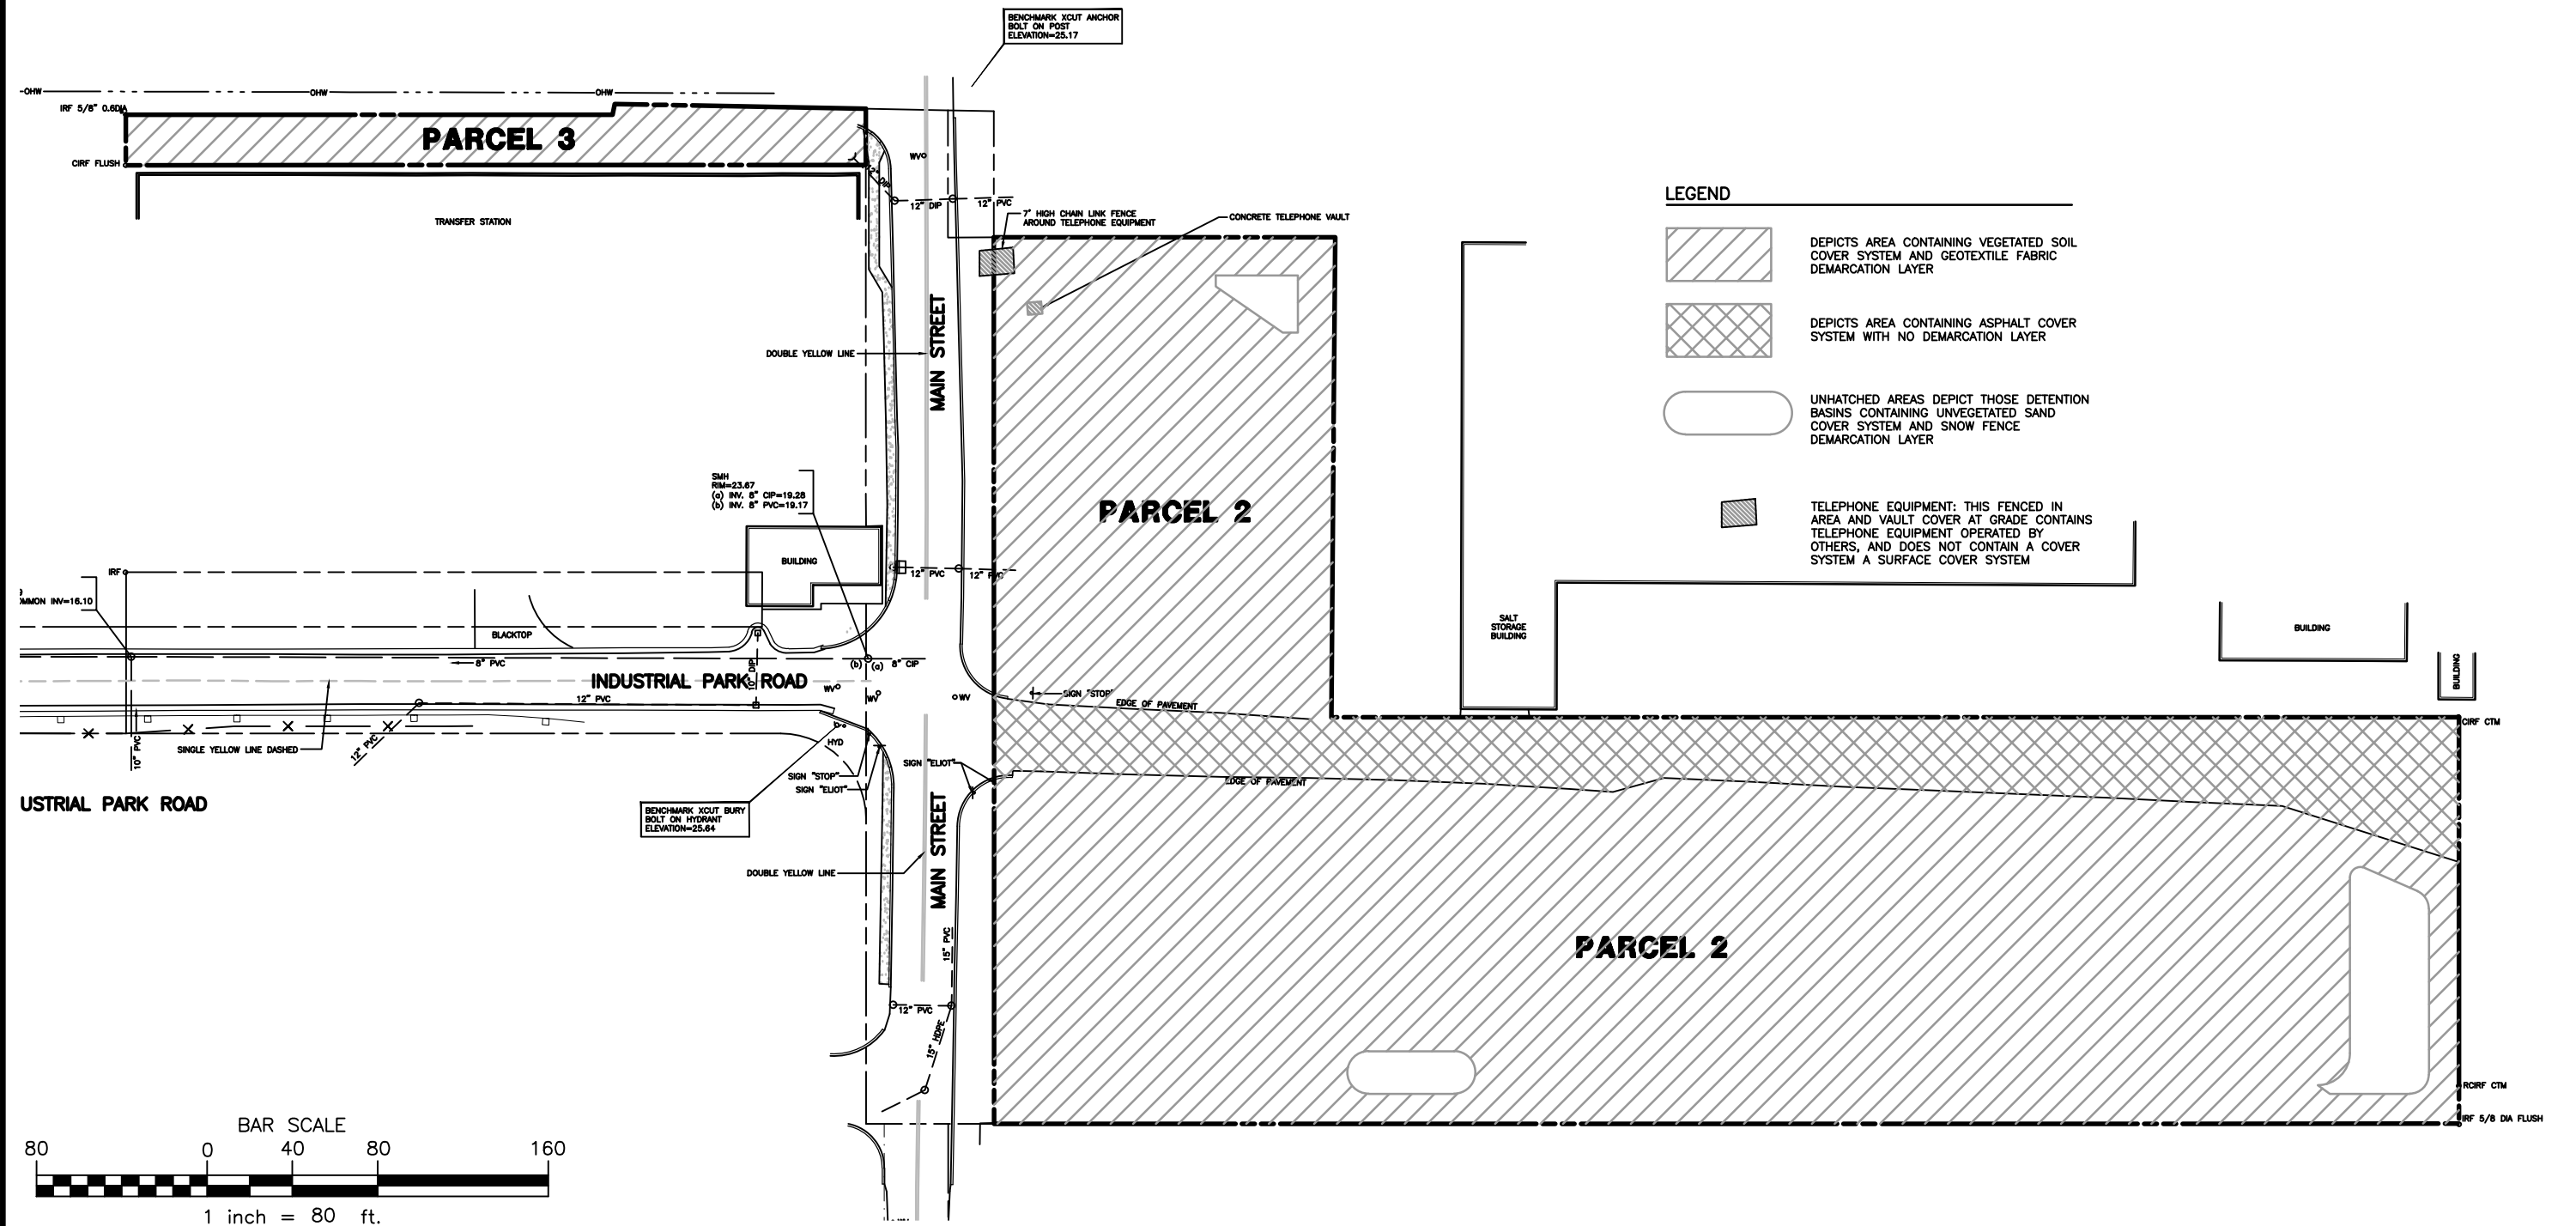 BENCHMARK XCUT ANCHOR
BOLT ON POST
ELEVATION=25.17
OHW
OHW
OHW
IRF 5/8" 0.6DIA
PARCEL 3
CIRF FLUSH
WV
12" DIP
12" DIP
12" PVC
TRANSFER STATION
7' HIGH CHAIN LINK FENCE
AROUND TELEPHONE EQUIPMENT
CONCRETE TELEPHONE VAULT
LEGEND
DEPICTS AREA CONTAINING VEGETATED SOIL
COVER SYSTEM AND GEOTEXTILE FABRIC
DEMARCATION LAYER
DEPICTS AREA CONTAINING ASPHALT COVER
SYSTEM WITH NO DEMARCATION LAYER
UNHATCHED AREAS DEPICT THOSE DETENTION
BASINS CONTAINING UNVEGETATED SAND
COVER SYSTEM AND SNOW FENCE
DEMARCATION LAYER
TELEPHONE EQUIPMENT: THIS FENCED IN
AREA AND VAULT COVER AT GRADE CONTAINS
TELEPHONE EQUIPMENT OPERATED BY
OTHERS, AND DOES NOT CONTAIN A COVER
SYSTEM A SURFACE COVER SYSTEM
DOUBLE YELLOW LINE
MAIN STREET
SMH
RIM=23.67
(a) INV. 8" CIP=19.28
(b) INV. 8" PVC=19.17
PARCEL 2
BUILDING
12" PVC
12" PVC
IRF
MMON INV=16.10
BLACKTOP
SALT
STORAGE
BUILDING
BUILDING
BUILDING
8" PVC
(b) (a) 8" CIP
10" DIP
INDUSTRIAL PARK ROAD
WV
WV
WV
SIGN "STOP"
EDGE OF PAVEMENT
12" PVC
CIRF CTM
SINGLE YELLOW LINE DASHED
10" PVC
12" PVC
HYD
SIGN "STOP"
SIGN "ELIOT"
SIGN "ELIOT"
EDGE OF PAVEMENT
USTRIAL PARK ROAD
BENCHMARK XCUT BURY
BOLT ON HYDRANT
ELEVATION=25.64
MAIN STREET
DOUBLE YELLOW LINE
15" PVC
PARCEL 2
12" PVC
15" HDPE
RCIRF CTM
IRF 5/8 DIA FLUSH
BAR SCALE
80 0 40 80 160
1 inch = 80 ft.